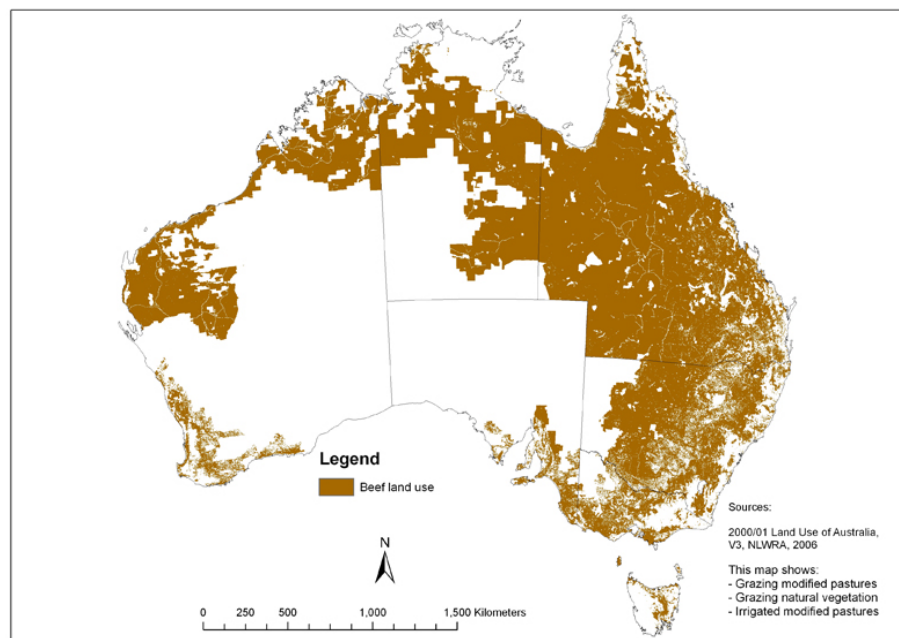 Legend
Beef land use
N
0 250 500 1,000 1,500 Kilometers
Sources:
2000/01 Land Use of Australia,
V3, NLWRA, 2006
This map shows:
- Grazing modified pastures
- Grazing natural vegetation
- Irrigated modified pastures